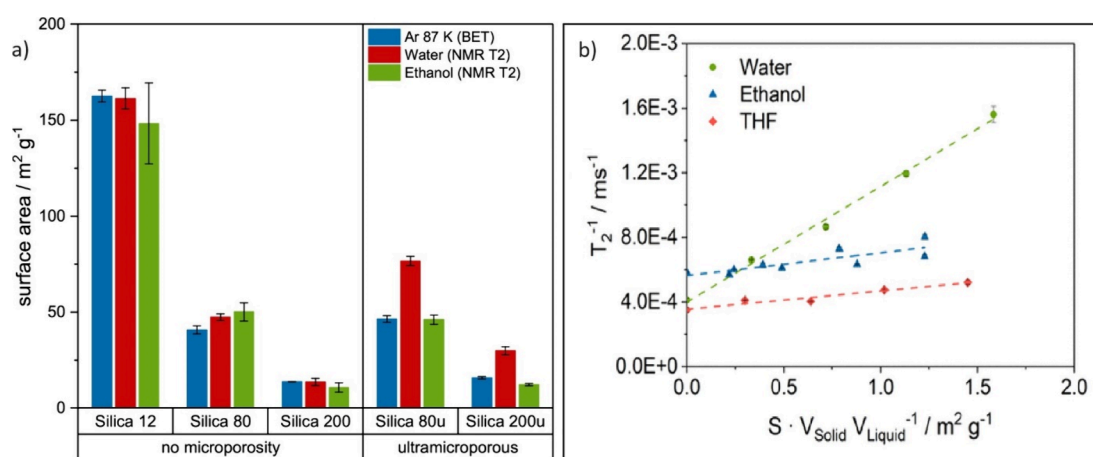 a)
Ar 87 K (BET)
Water (NMR T2)
Ethanol (NMR T2)
surface area / m² g⁻¹
200
150
100
50
0
Silica 12 Silica 80 Silica 200 Silica 80u Silica 200u
no microporosity ultramicroporous
b)
Water
Ethanol
THF
T₂⁻¹ / ms⁻¹
2.0E-3
1.6E-3
1.2E-3
8.0E-4
4.0E-4
0.0E+0
0.0 0.5 1.0 1.5 2.0
S · V_Solid V_Liquid⁻¹ / m² g⁻¹